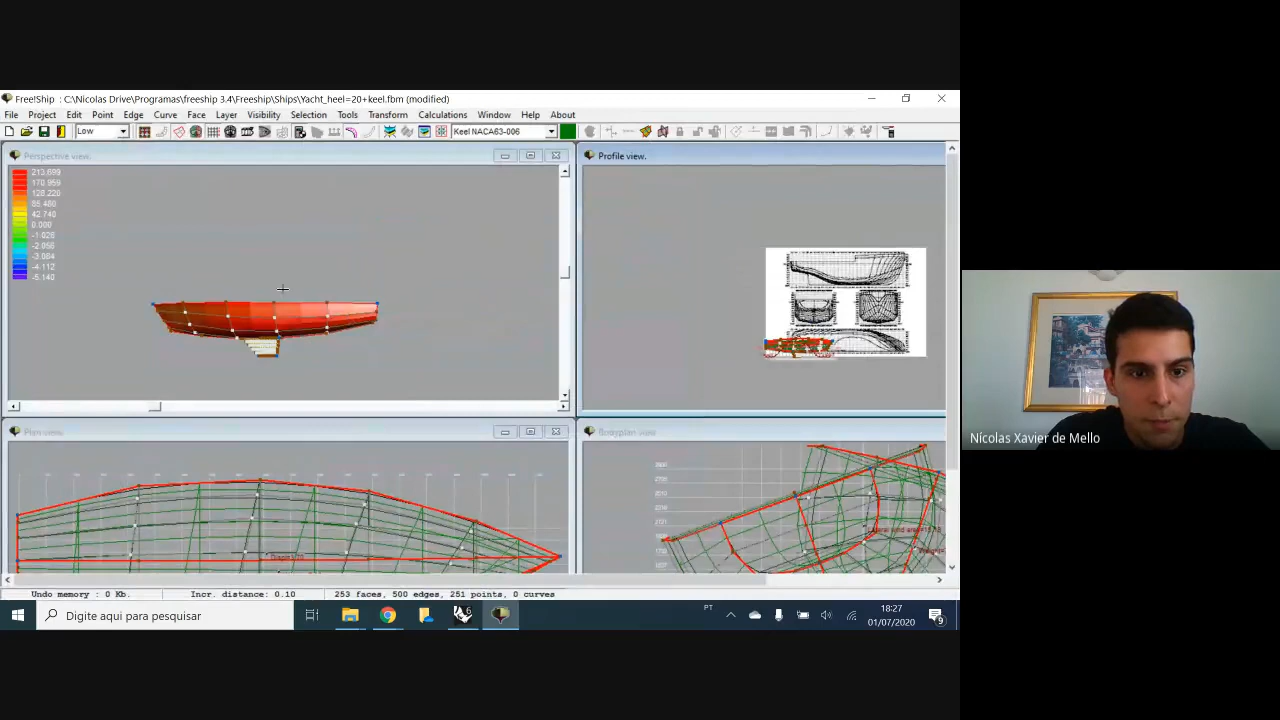 Free!Ship : C:\Nicolas Drive\Programas\freeship 3.4\Freeship\Ships\Yacht_heel=20+keel.fbm (modified)
File Project Edit Point Edge Curve Face Layer Visibility Selection Tools Transform Calculations Window Help About
Low
Keel NACA63-006
Perspective view.
Profile view.
213.699
170.959
128.220
85.480
42.740
0.000
-1.028
-2.056
-3.084
-4.112
-5.140
Plan view.
Bodyplan view.
Undo memory : 0 Kb.
Incr. distance: 0.10
253 faces, 500 edges, 251 points, 0 curves
Digite aqui para pesquisar
PT
18:27
01/07/2020
9
Nícolas Xavier de Mello